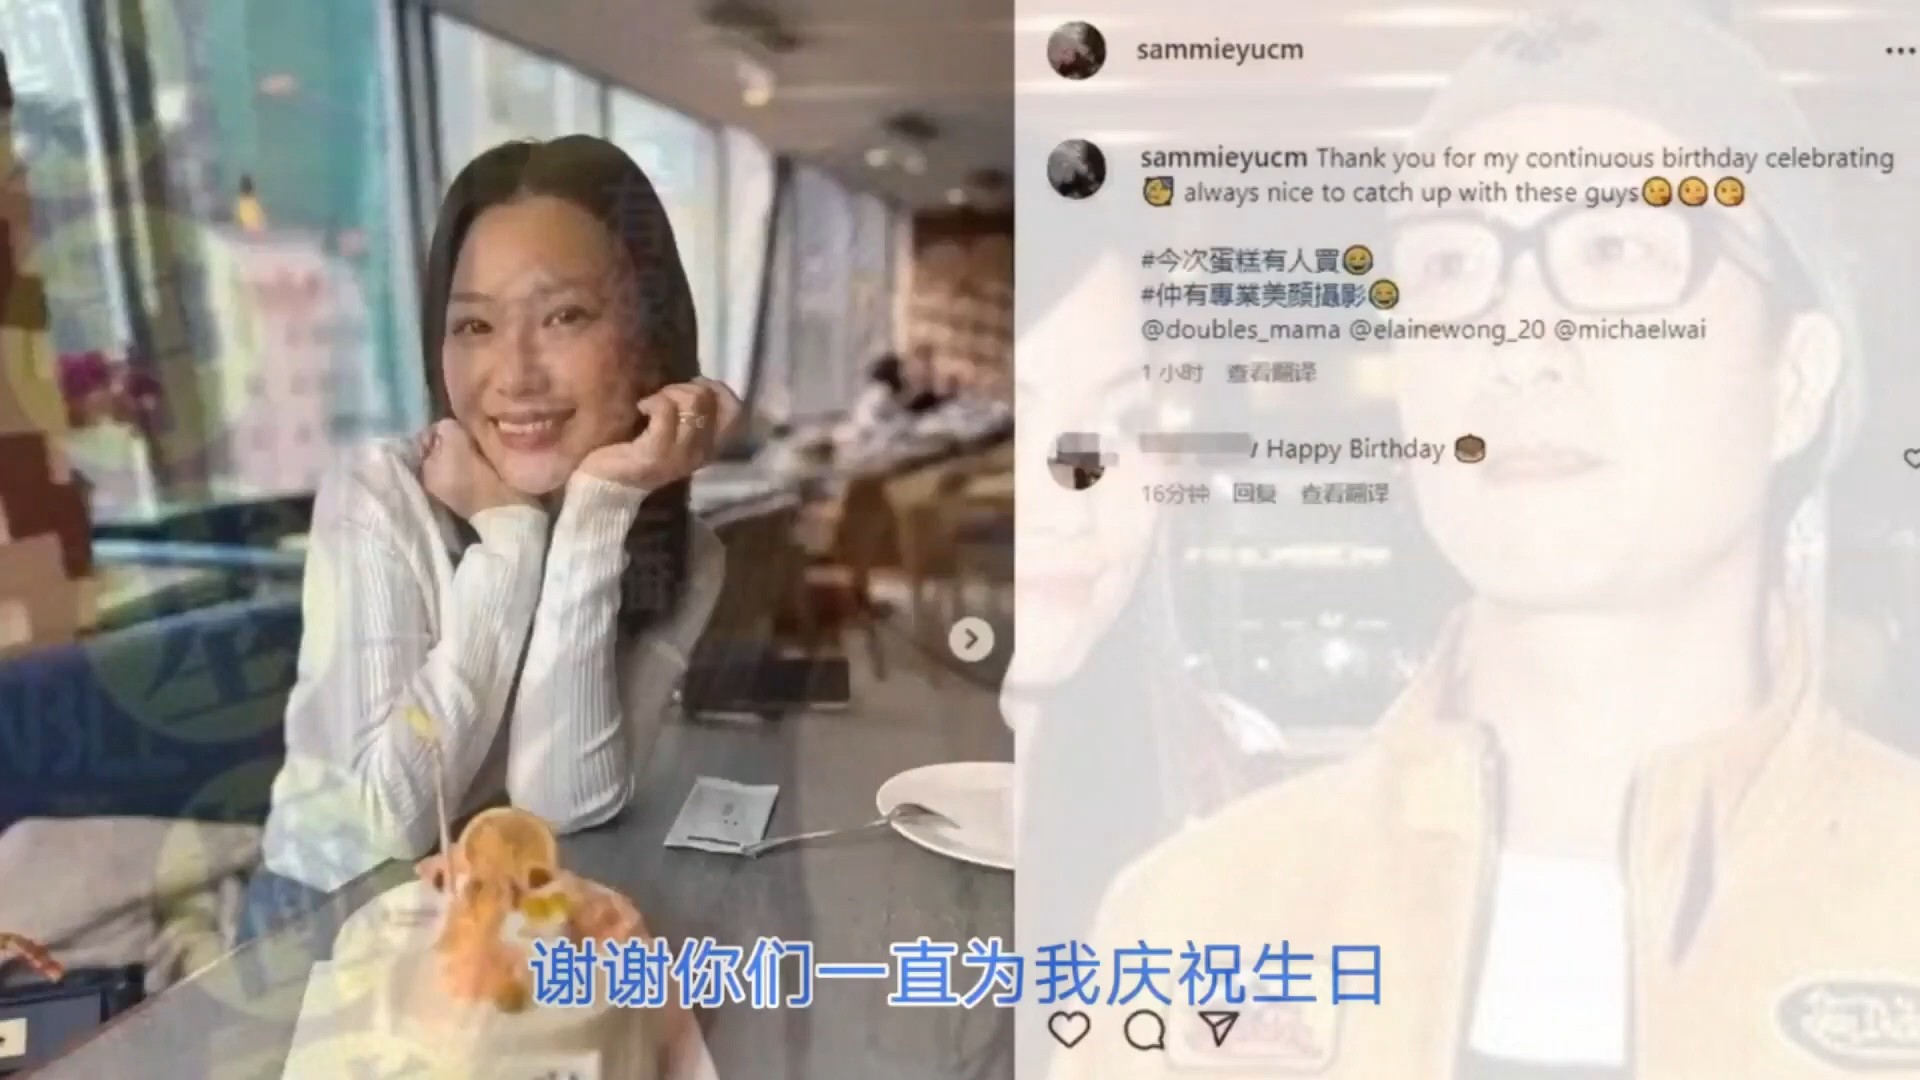 sammieyucm
sammieyucm Thank you for my continuous birthday celebrating
always nice to catch up with these guys
#今次蛋糕有人買
#仲有專業美顏攝影
@doubles_mama @elainewong_20 @michaelwai
1 小时 查看翻译
Happy Birthday
16分钟 回复 查看翻译
谢谢你们一直为我庆祝生日